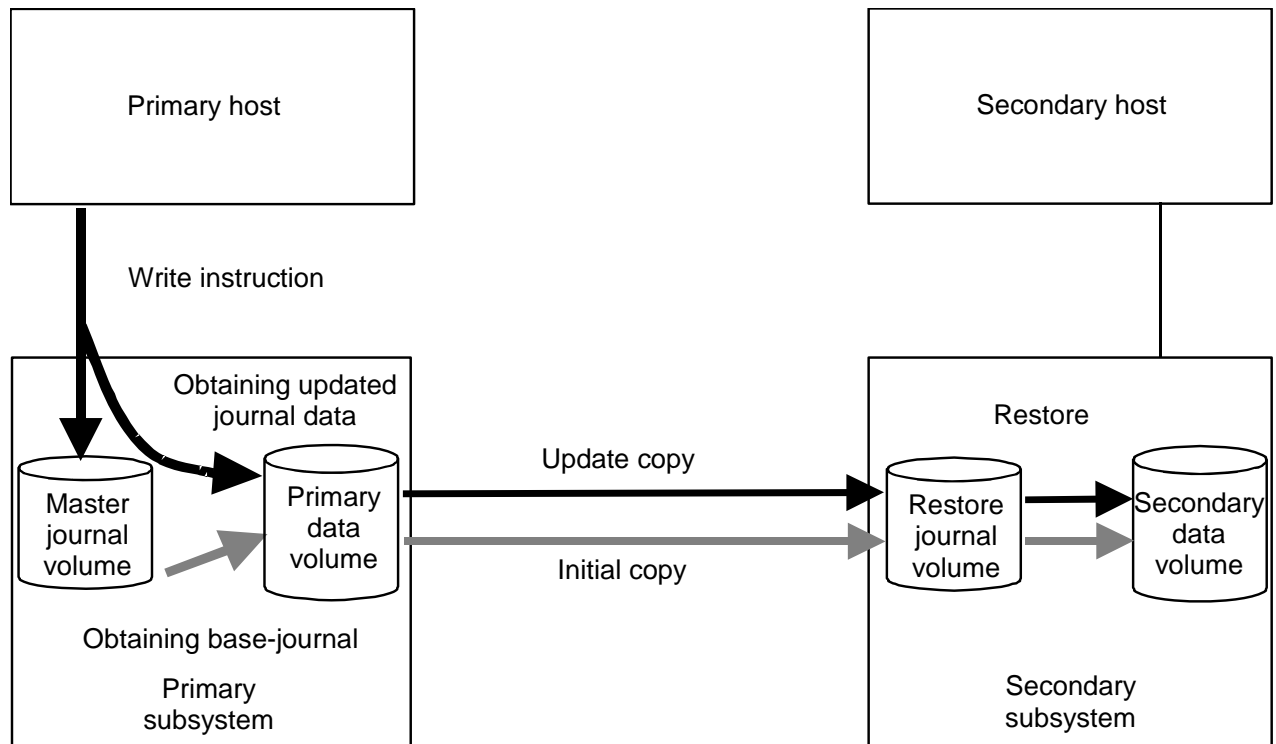 Primary host
Secondary host
Write instruction
Obtaining updated
journal data
Restore
Update copy
Master
journal
volume
Primary
data
volume
Restore
journal
volume
Secondary
data
volume
Initial copy
Obtaining base-journal
Primary
subsystem
Secondary
subsystem